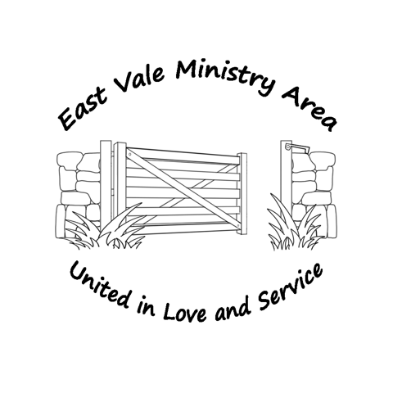 East Vale Ministry Area
United in Love and Service